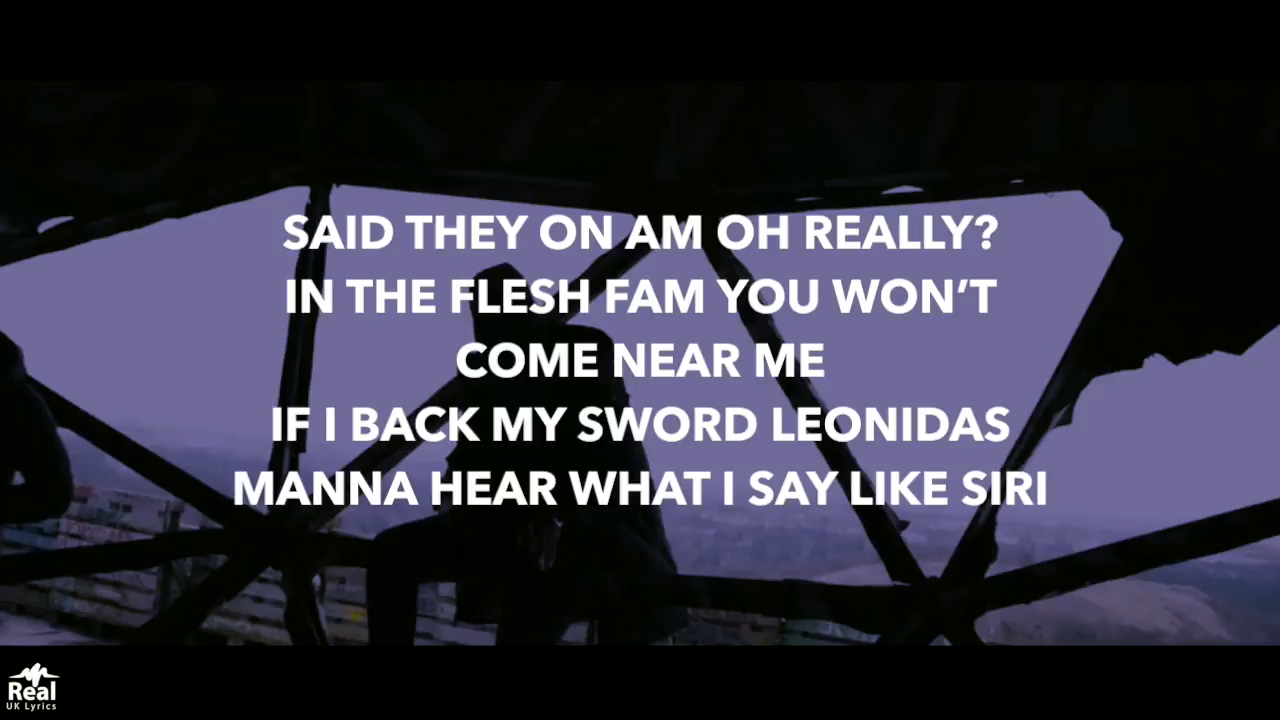 SAID THEY ON AM OH REALLY?
IN THE FLESH FAM YOU WON'T
COME NEAR ME
IF I BACK MY SWORD LEONIDAS
MANNA HEAR WHAT I SAY LIKE SIRI
Real
UK Lyrics